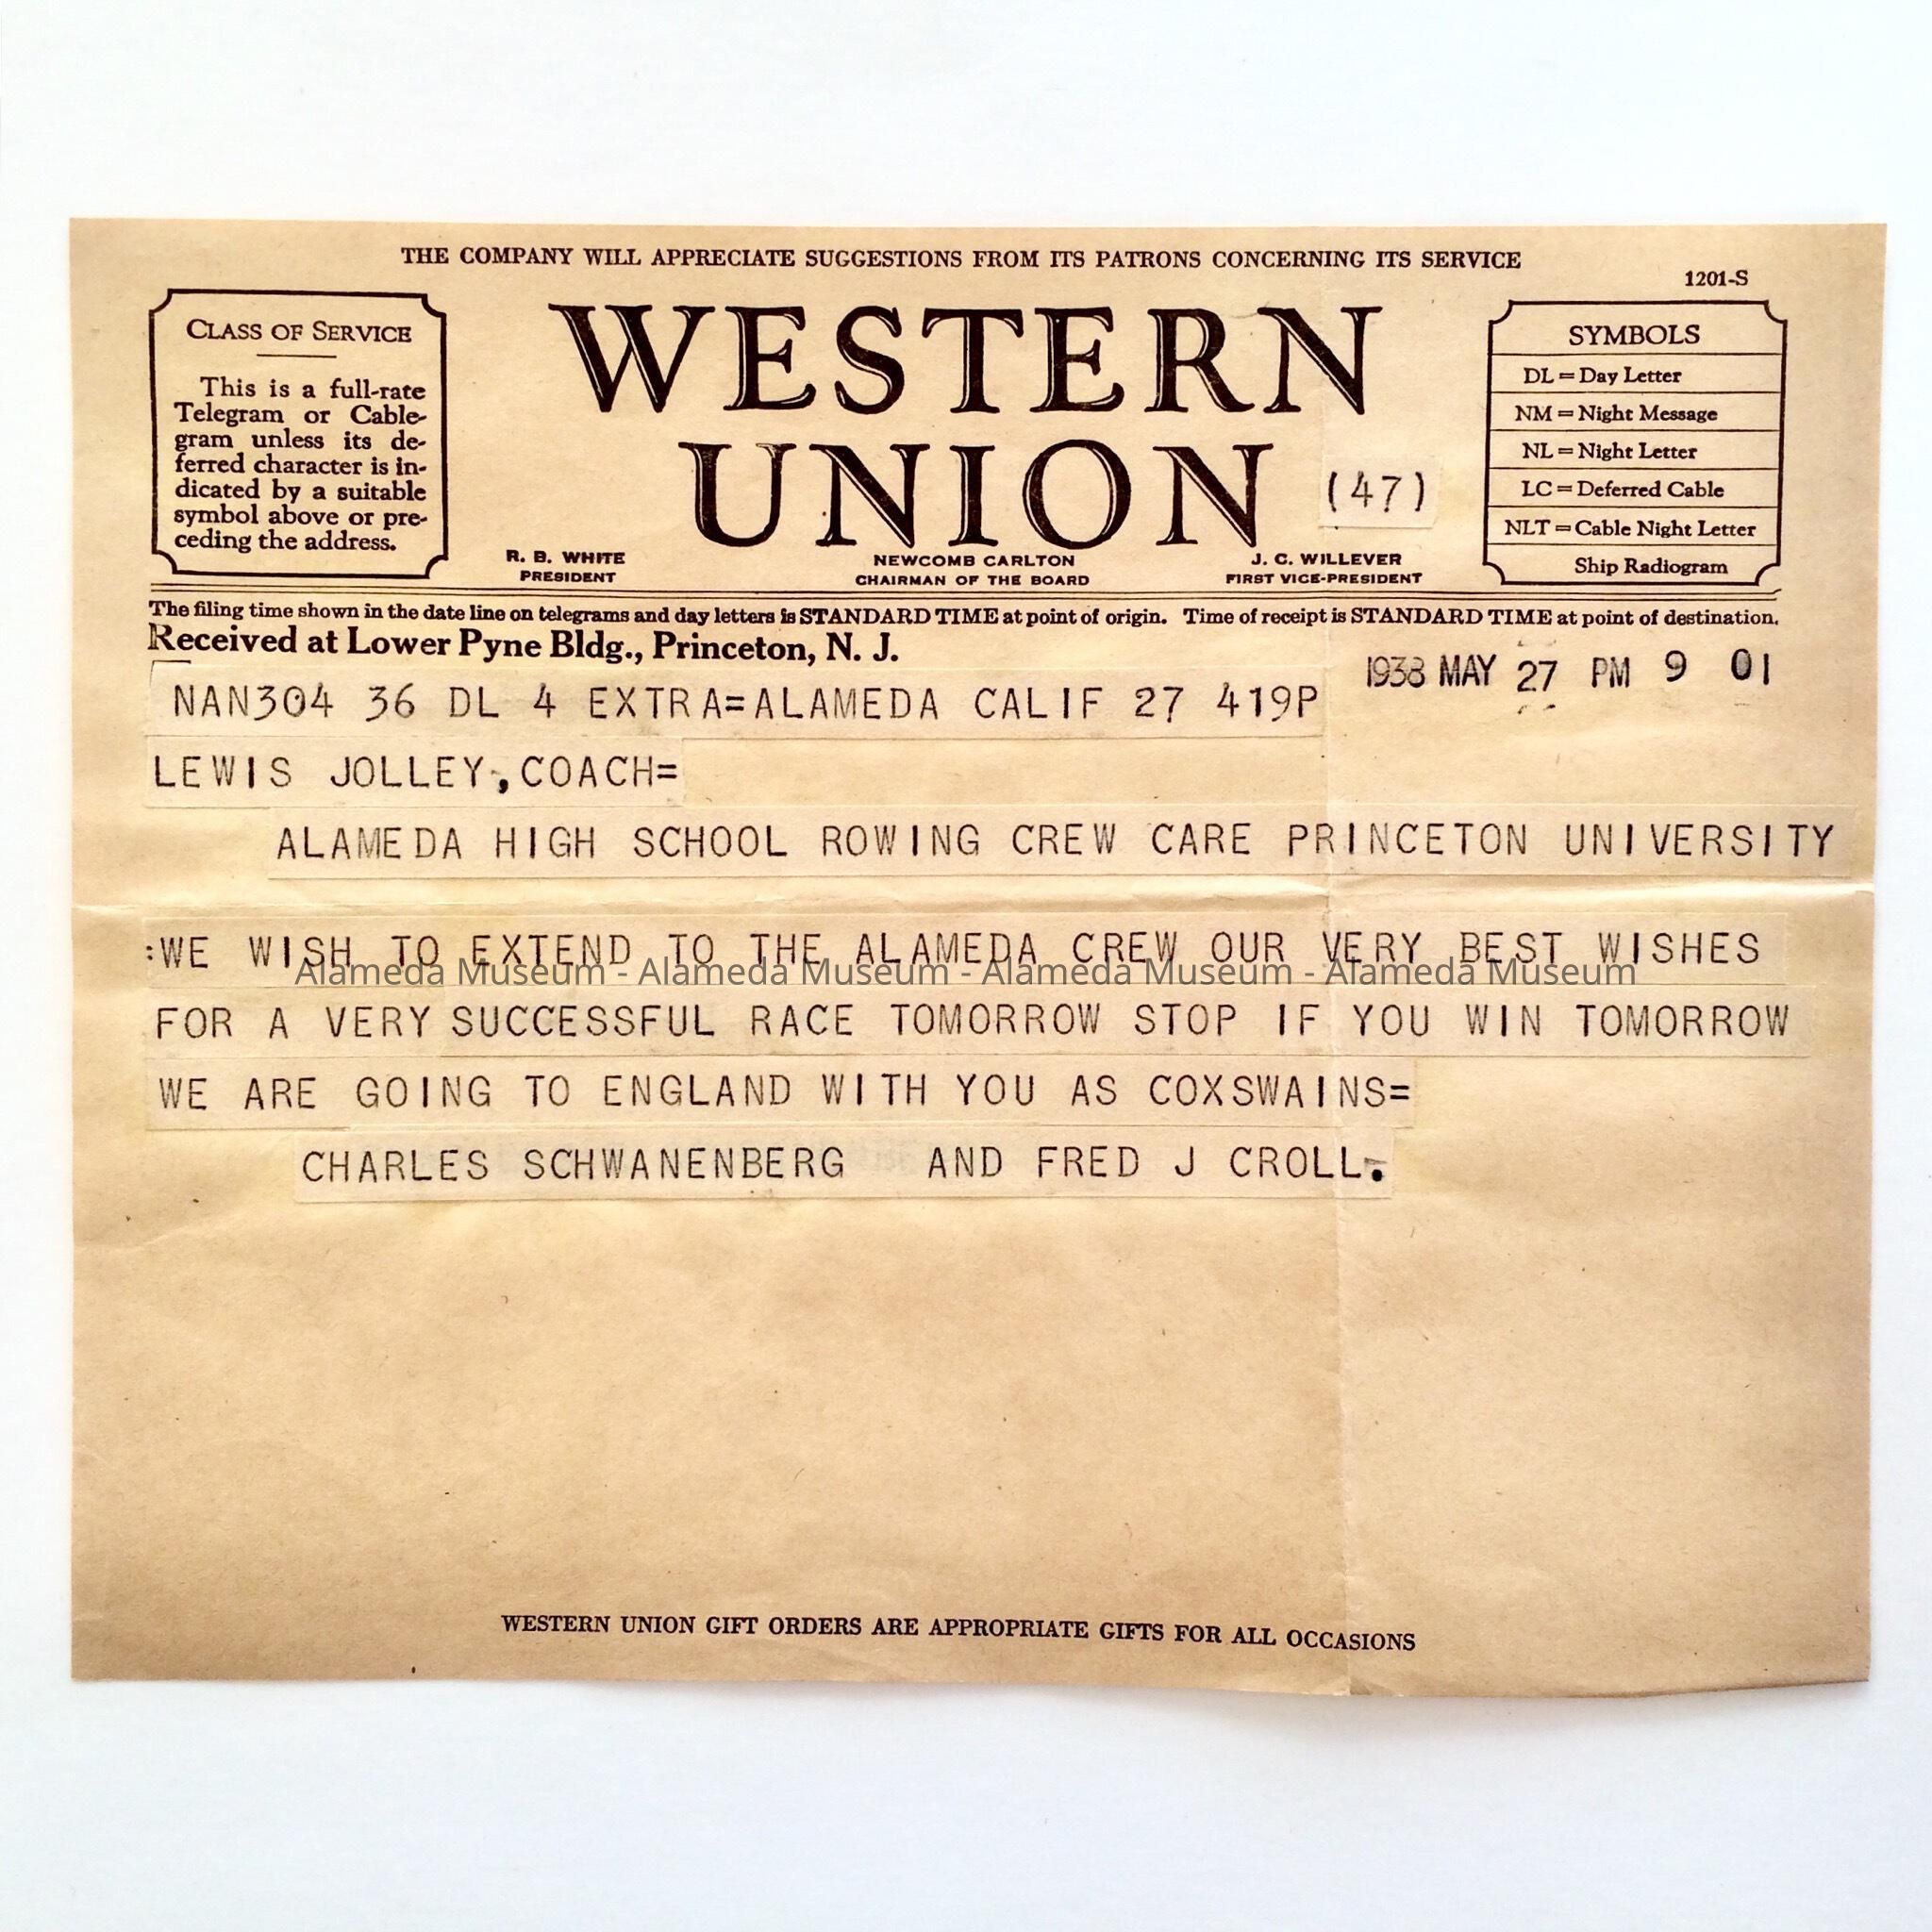 THE COMPANY WILL APPRECIATE SUGGESTIONS FROM ITS PATRONS CONCERNING ITS SERVICE
1201-S
CLASS OF SERVICE
This is a full-rate
Telegram or Cable-
gram unless its de-
ferred character is in-
dicated by a suitable
symbol above or pre-
ceding the address.
WESTERN
UNION
(47)
R. B. WHITE
PRESIDENT
NEWCOMB CARLTON
CHAIRMAN OF THE BOARD
J. C. WILLEVER
FIRST VICE-PRESIDENT
SYMBOLS
DL = Day Letter
NM = Night Message
NL = Night Letter
LC = Deferred Cable
NLT = Cable Night Letter
Ship Radiogram
The filing time shown in the date line on telegrams and day letters is STANDARD TIME at point of origin. Time of receipt is STANDARD TIME at point of destination.
Received at Lower Pyne Bldg., Princeton, N. J.
1938 MAY 27 PM 9 01
NAN304 36 DL 4 EXTRA=ALAMEDA CALIF 27 419P
LEWIS JOLLEY,COACH=
ALAMEDA HIGH SCHOOL ROWING CREW CARE PRINCETON UNIVERSITY
:WE WISH TO EXTEND TO THE ALAMEDA CREW OUR VERY BEST WISHES
Alameda Museum - Alameda Museum - Alameda Museum - Alameda Museum
FOR A VERY SUCCESSFUL RACE TOMORROW STOP IF YOU WIN TOMORROW
WE ARE GOING TO ENGLAND WITH YOU AS COXSWAINS=
CHARLES SCHWANENBERG AND FRED J CROLL.
WESTERN UNION GIFT ORDERS ARE APPROPRIATE GIFTS FOR ALL OCCASIONS